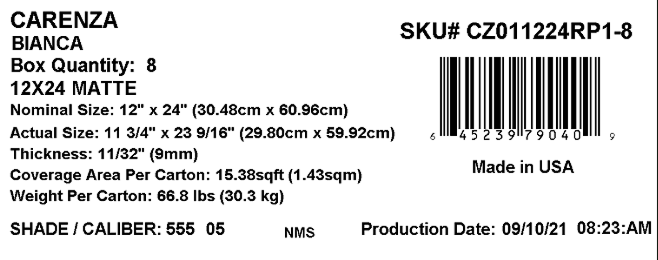 CARENZA
BIANCA
Box Quantity: 8
12X24 MATTE
Nominal Size: 12" x 24" (30.48cm x 60.96cm)
Actual Size: 11 3/4" x 23 9/16" (29.80cm x 59.92cm)
Thickness: 11/32" (9mm)
Coverage Area Per Carton: 15.38sqft (1.43sqm)
Weight Per Carton: 66.8 lbs (30.3 kg)
SHADE / CALIBER: 555 05
NMS
SKU# CZ011224RP1-8
6 45239 79040 9
Made in USA
Production Date: 09/10/21 08:23:AM